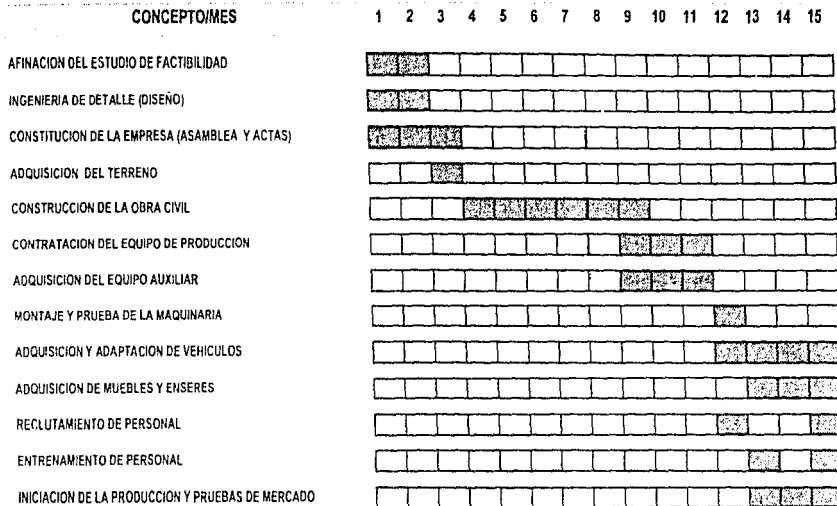 CONCEPTO/MES 1 2 3 4 5 6 7 8 9 10 11 12 13 14 15
AFINACION DEL ESTUDIO DE FACTIBILIDAD
INGENIERIA DE DETALLE (DISEÑO)
CONSTITUCION DE LA EMPRESA (ASAMBLEA Y ACTAS)
ADQUISICION DEL TERRENO
CONSTRUCCION DE LA OBRA CIVIL
CONTRATACION DEL EQUIPO DE PRODUCCION
ADQUISICION DEL EQUIPO AUXILIAR
MONTAJE Y PRUEBA DE LA MAQUINARIA
ADQUISICION Y ADAPTACION DE VEHICULOS
ADQUISICION DE MUEBLES Y ENSERES
RECLUTAMIENTO DE PERSONAL
ENTRENAMIENTO DE PERSONAL
INICIACION DE LA PRODUCCION Y PRUEBAS DE MERCADO